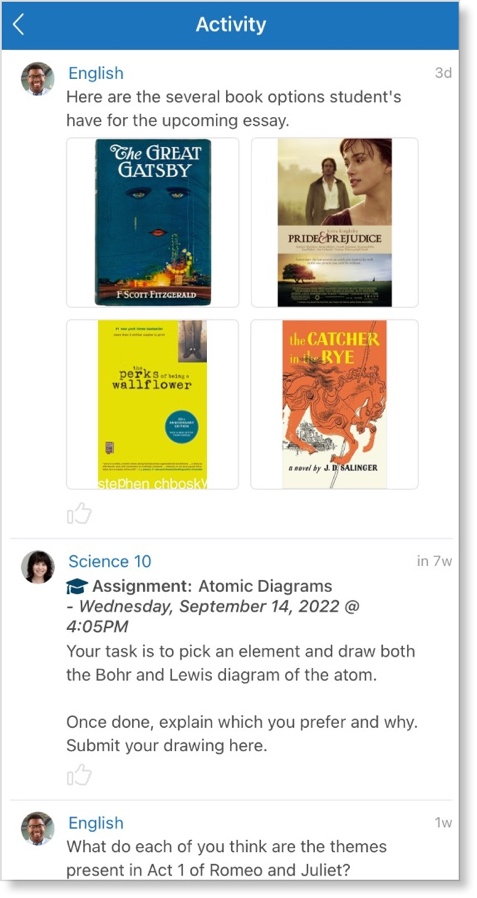 Activity
English
3d
Here are the several book options student's
have for the upcoming essay.
The GREAT
GATSBY
F. SCOTT FITZGERALD
PRIDE & PREJUDICE
the
perks of being a
wallflower
stephen chbosky
the CATCHER
in the RYE
a novel by J. D. SALINGER
Science 10
in 7w
Assignment: Atomic Diagrams
- Wednesday, September 14, 2022 @
4:05PM
Your task is to pick an element and draw both
the Bohr and Lewis diagram of the atom.
Once done, explain which you prefer and why.
Submit your drawing here.
English
1w
What do each of you think are the themes
present in Act 1 of Romeo and Juliet?